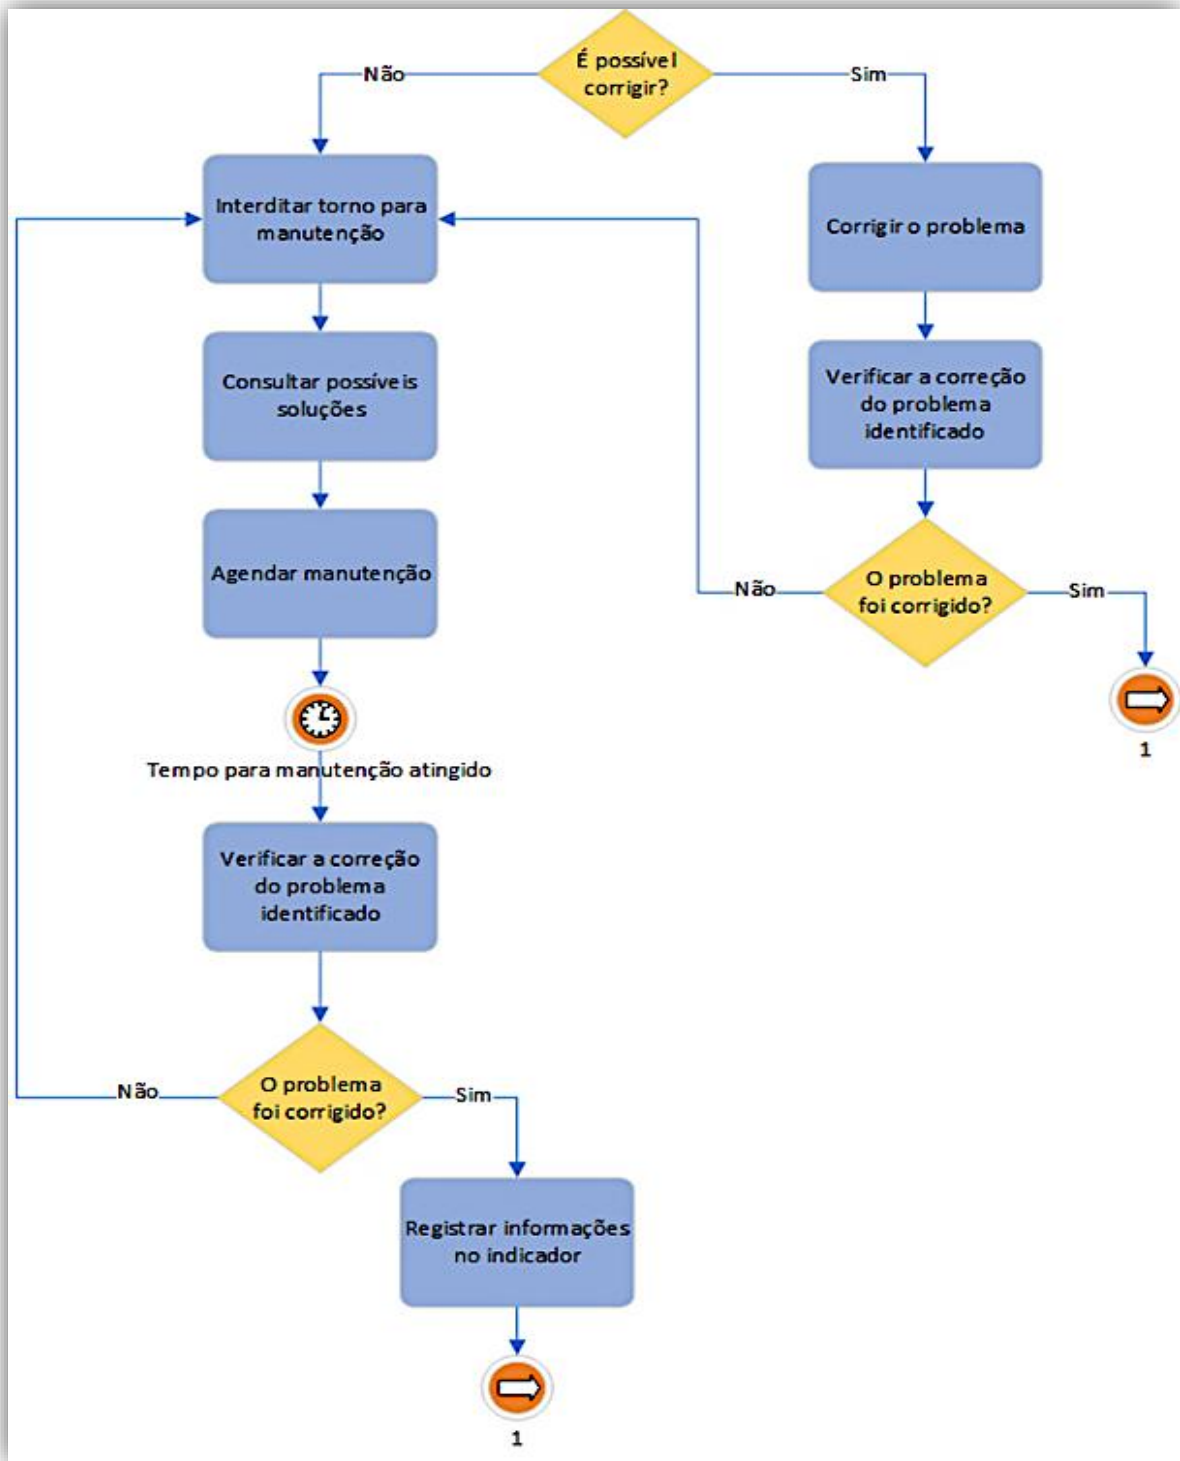 É possível
corrigir?
Não
Sim
Interditar torno para
manutenção
Corrigir o problema
Consultar possíveis
soluções
Verificar a correção
do problema
identificado
Agendar manutenção
O problema
foi corrigido?
Não
Sim
1
Tempo para manutenção atingido
Verificar a correção
do problema
identificado
O problema
foi corrigido?
Não
Sim
Registrar informações
no indicador
1